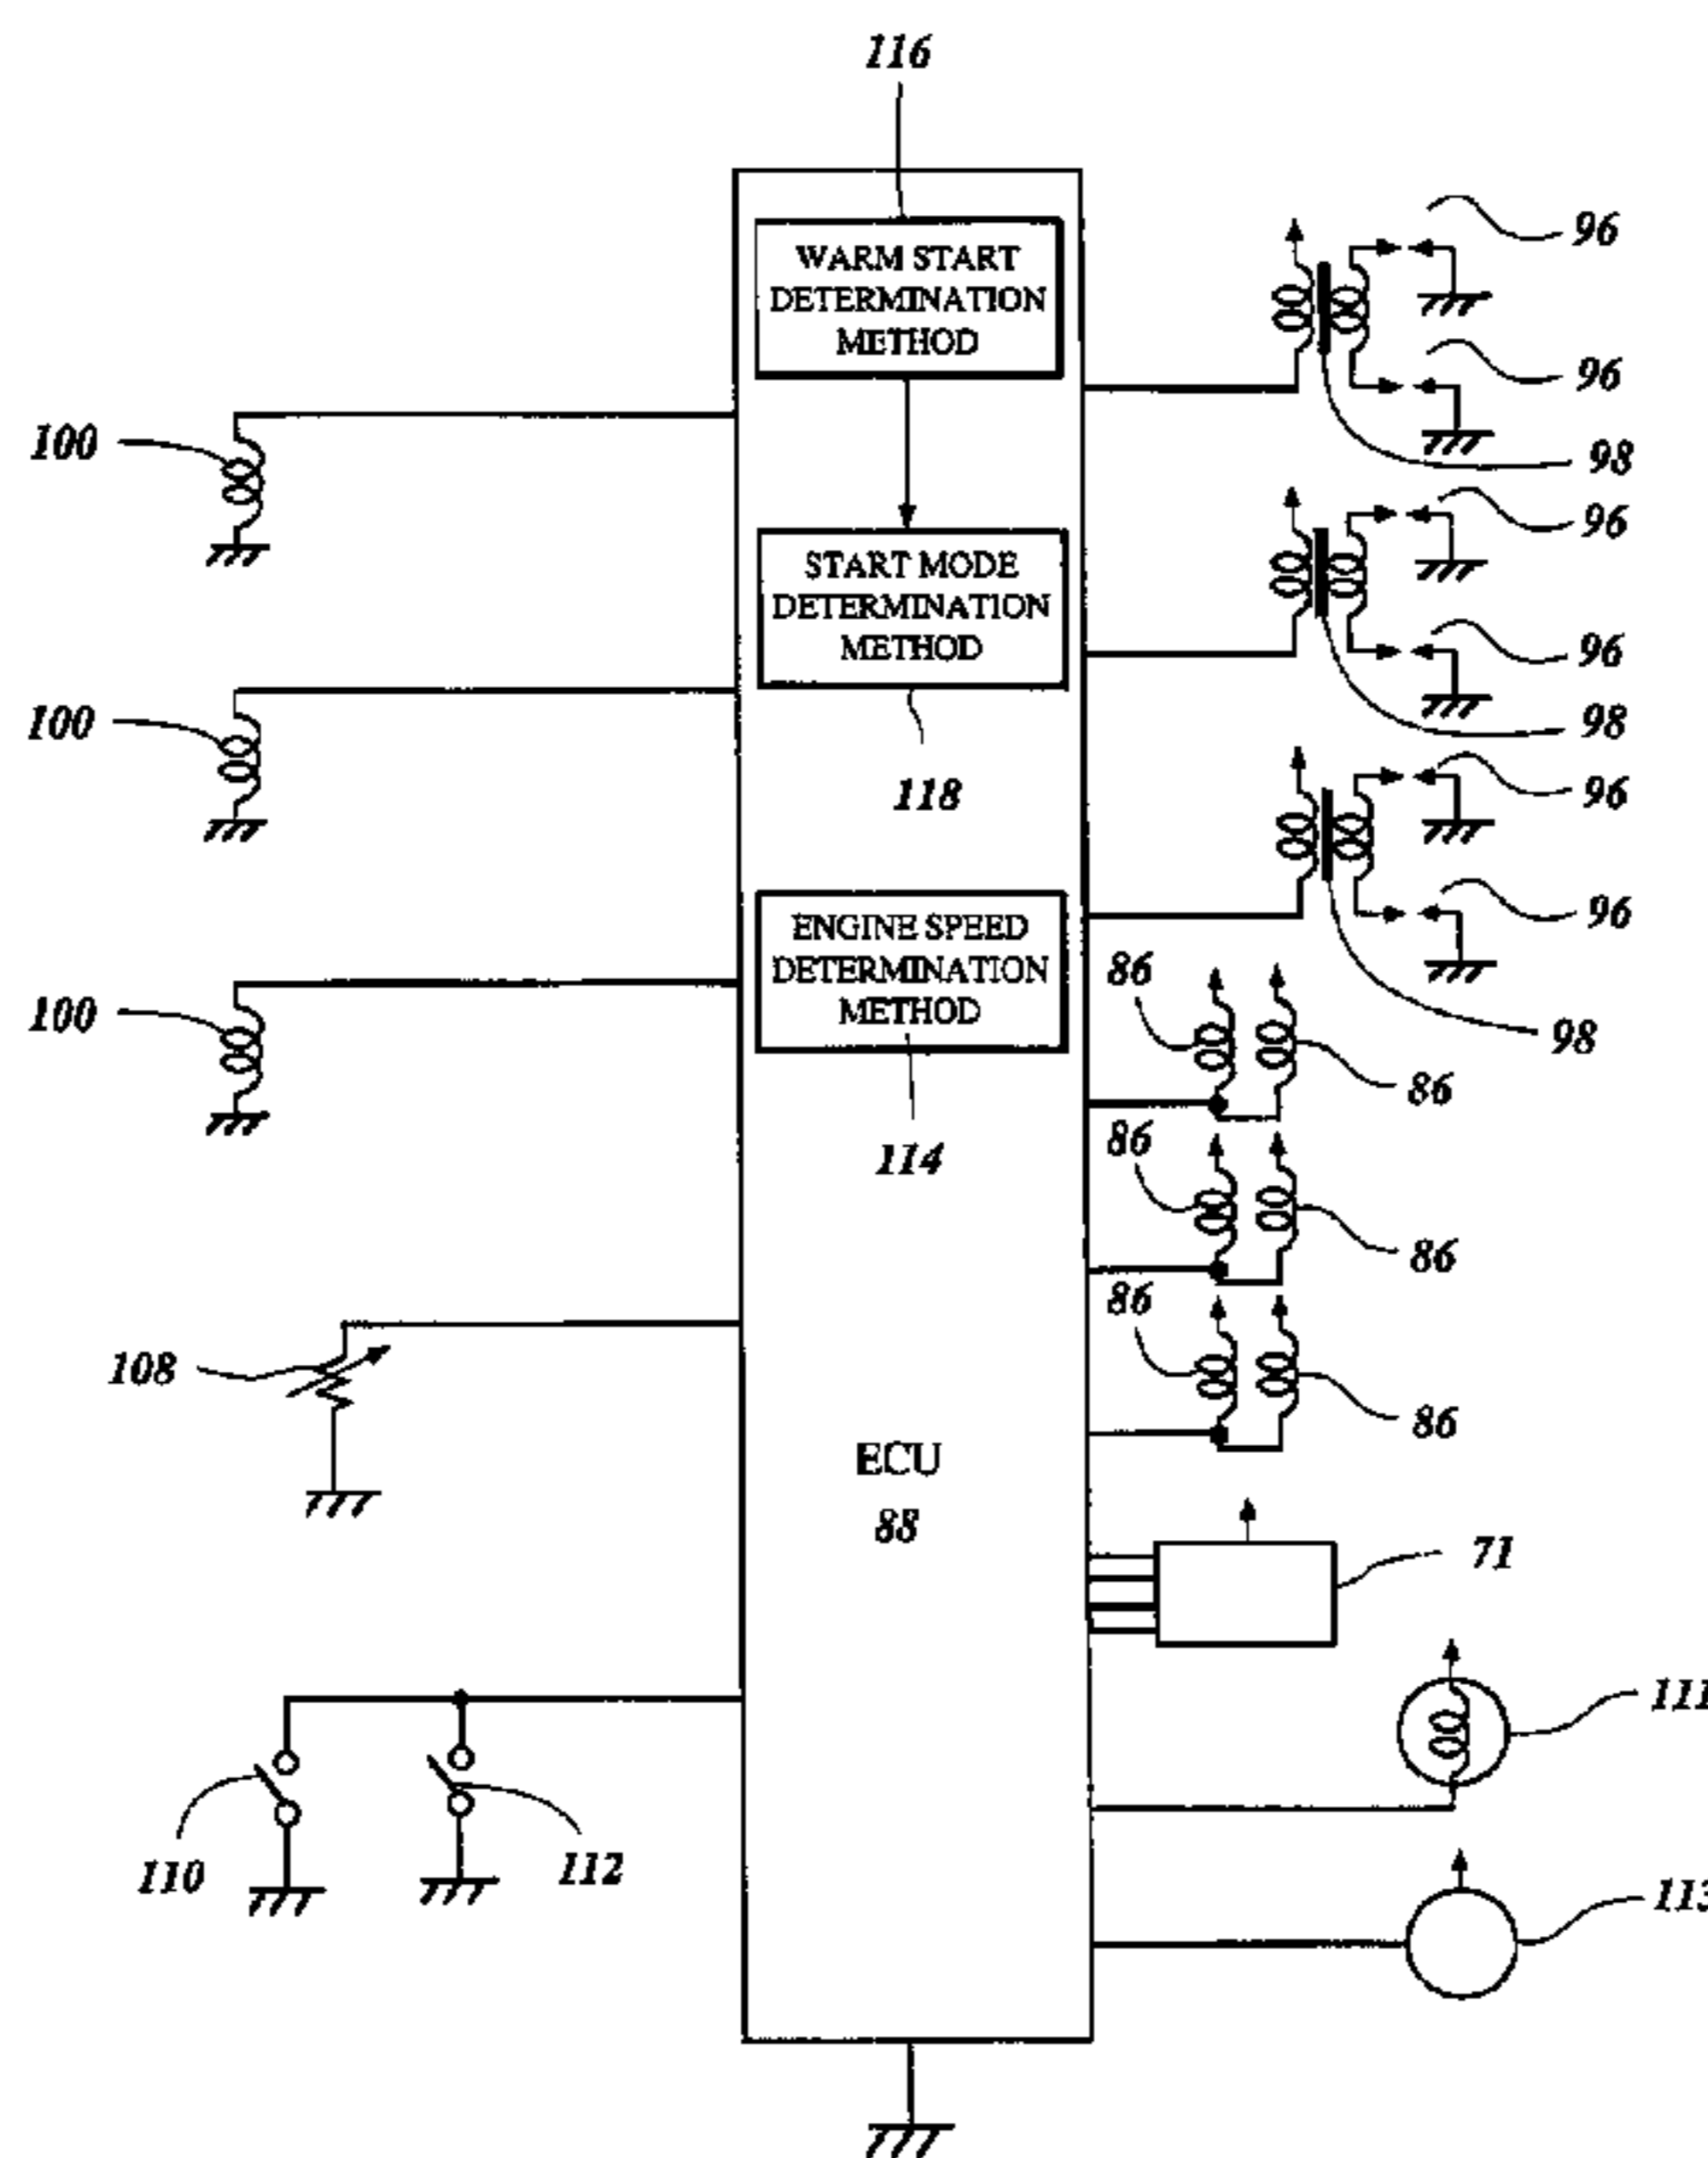 116
WARM START
DETERMINATION
METHOD
96
96
98
100
START MODE
DETERMINATION
METHOD
96
96
98
100
118
96
96
98
ENGINE SPEED
DETERMINATION
METHOD
100
114
86
86
86
86
86
86
108
ECU
88
71
111
110
112
113